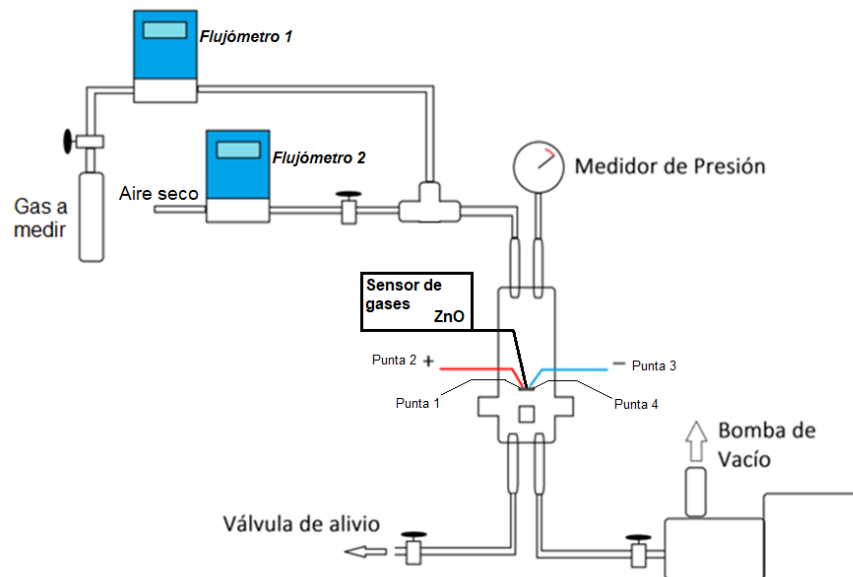 Flujómetro 1
Flujómetro 2
Aire seco
Gas a
medir
Medidor de Presión
Sensor de
gases
ZnO
Punta 2 +
− Punta 3
Punta 1
Punta 4
Bomba de
Vacío
Válvula de alivio